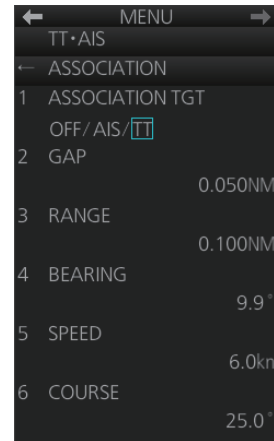 ← MENU →
TT•AIS
← ASSOCIATION
1 ASSOCIATION TGT
OFF/AIS/TT
2 GAP
0.050NM
3 RANGE
0.100NM
4 BEARING
9.9°
5 SPEED
6.0kn
6 COURSE
25.0°